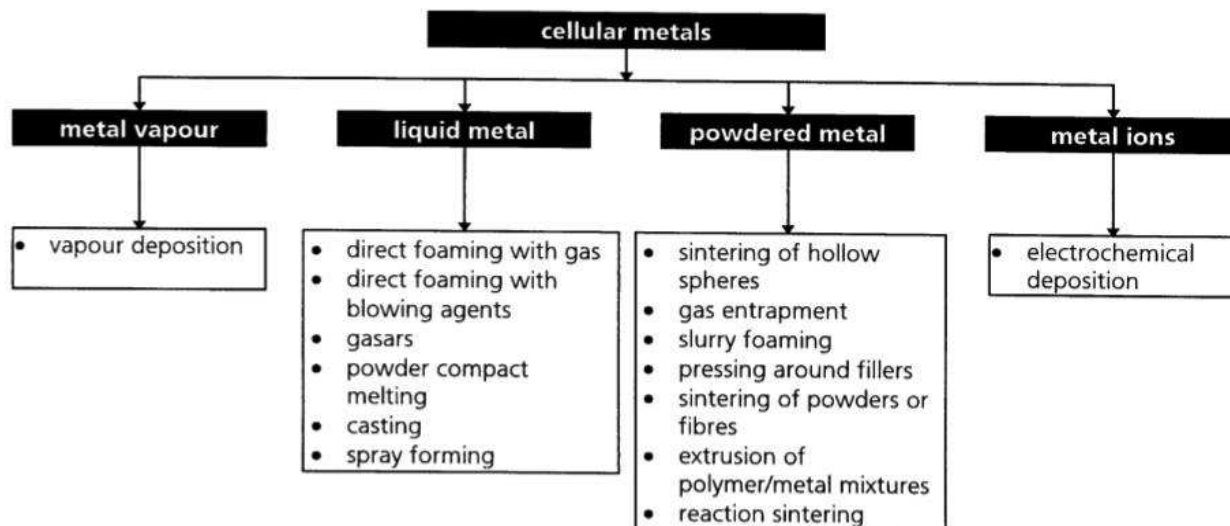 cellular metals
metal vapour
liquid metal
powdered metal
metal ions
• vapour deposition
• direct foaming with gas
• direct foaming with
blowing agents
• gasars
• powder compact
melting
• casting
• spray forming
• sintering of hollow
spheres
• gas entrapment
• slurry foaming
• pressing around fillers
• sintering of powders or
fibres
• extrusion of
polymer/metal mixtures
• reaction sintering
• electrochemical
deposition